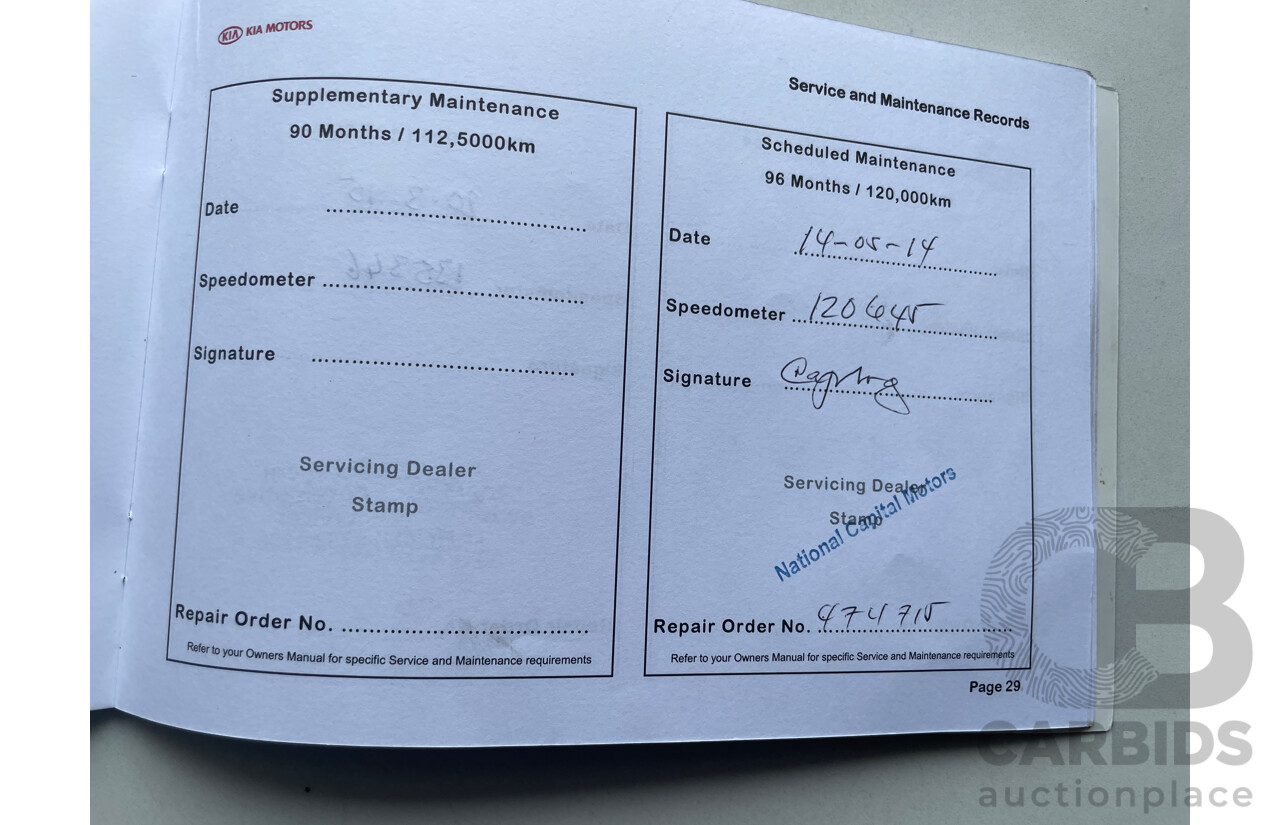 KIA KIA MOTORS
Service and Maintenance Records
Supplementary Maintenance
90 Months / 112,5000km
Date
Speedometer
Signature
Servicing Dealer
Stamp
Repair Order No.
Refer to your Owners Manual for specific Service and Maintenance requirements
Scheduled Maintenance
96 Months / 120,000km
Date 14-05-14
Speedometer 120645
Signature
Servicing Dealer
Stamp
National Capital Motors
Repair Order No. 474715
Refer to your Owners Manual for specific Service and Maintenance requirements
Page 29
CB
CARBIDS
auctionplace